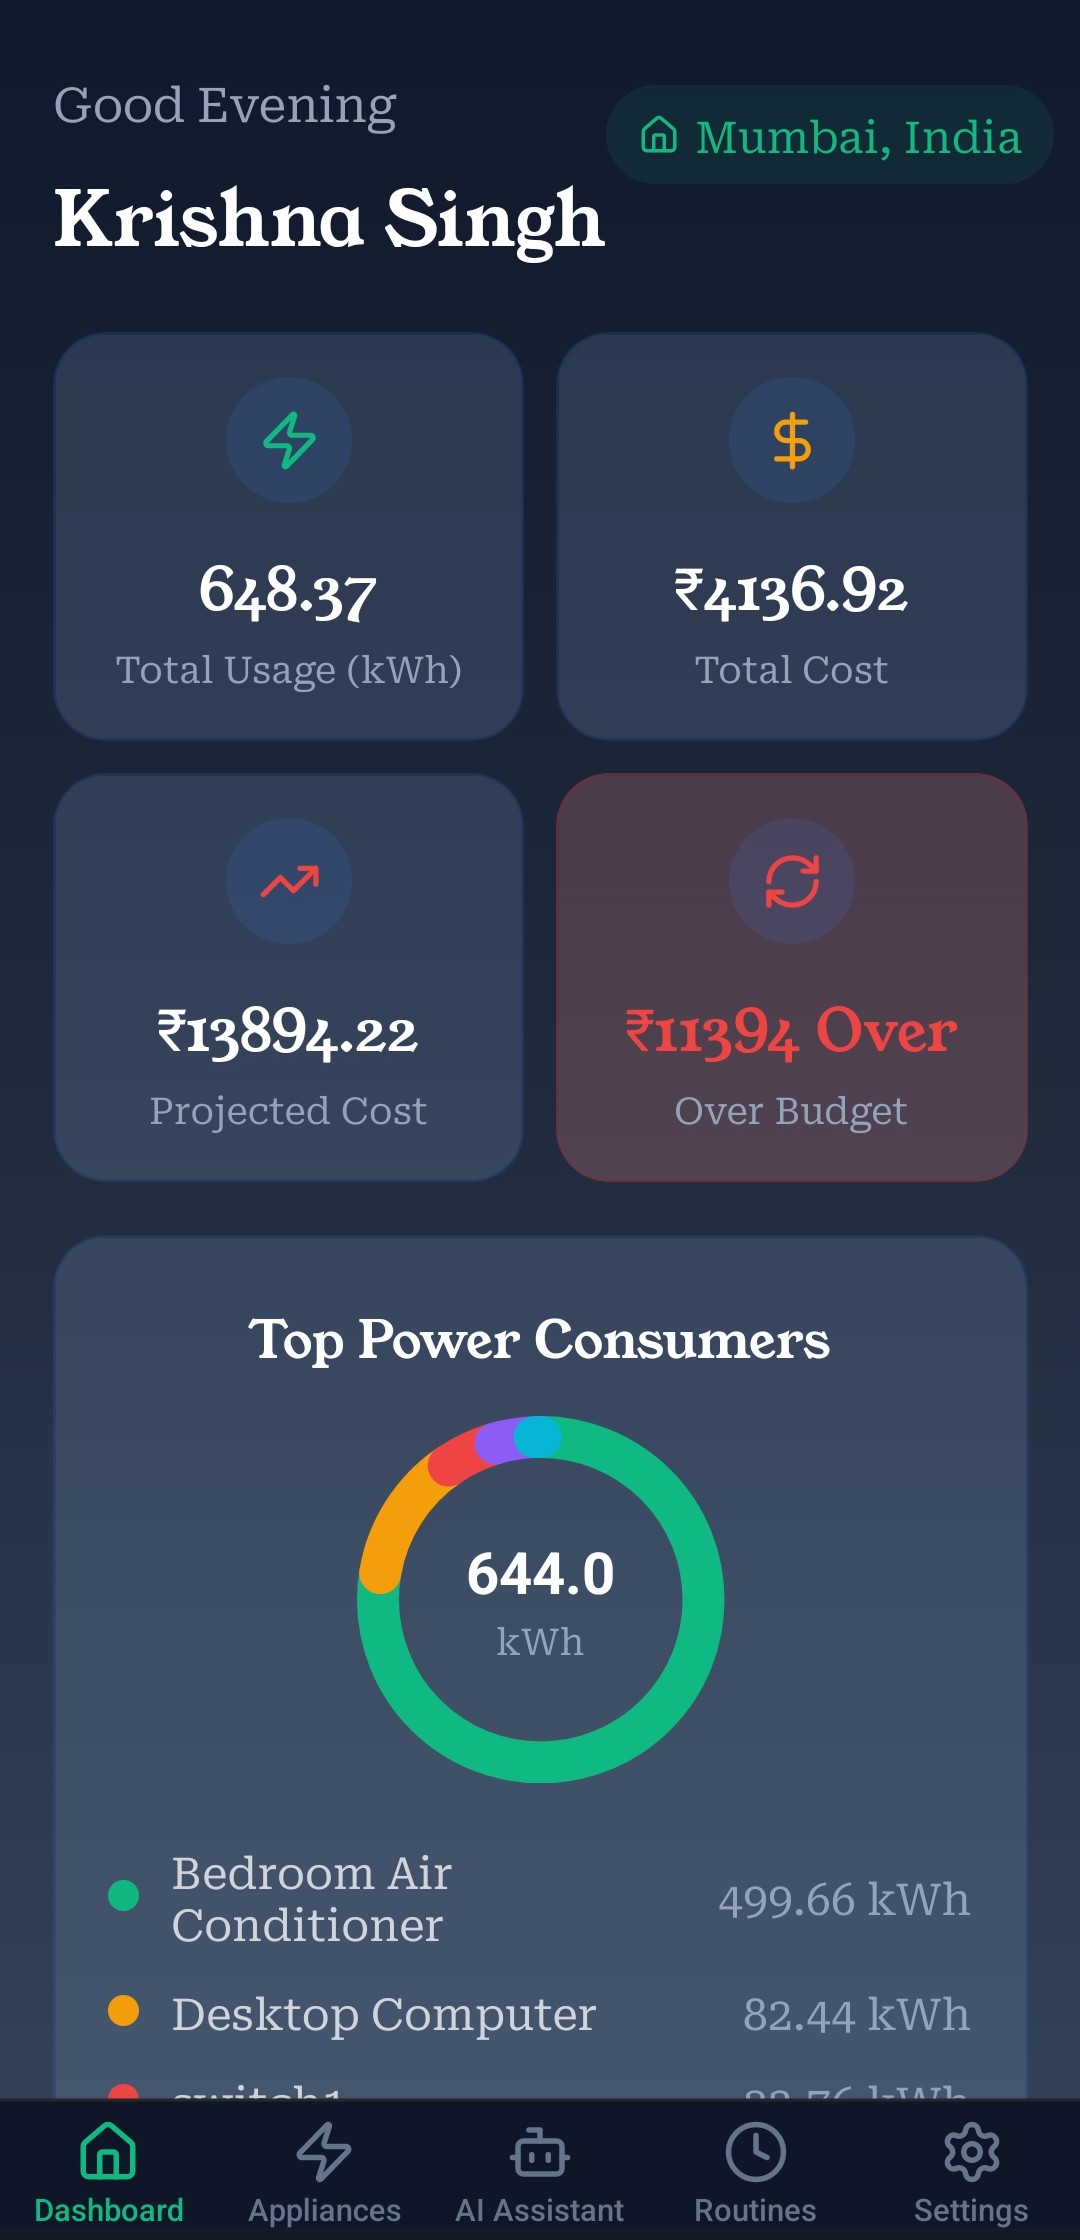 Good Evening
Mumbai, India
Krishna Singh
648.37
Total Usage (kWh)
₹4136.92
Total Cost
₹13894.22
Projected Cost
₹11394 Over
Over Budget
Top Power Consumers
644.0
kWh
Bedroom Air
Conditioner
499.66 kWh
Desktop Computer
82.44 kWh
switch1
Dashboard
Appliances
AI Assistant
Routines
Settings